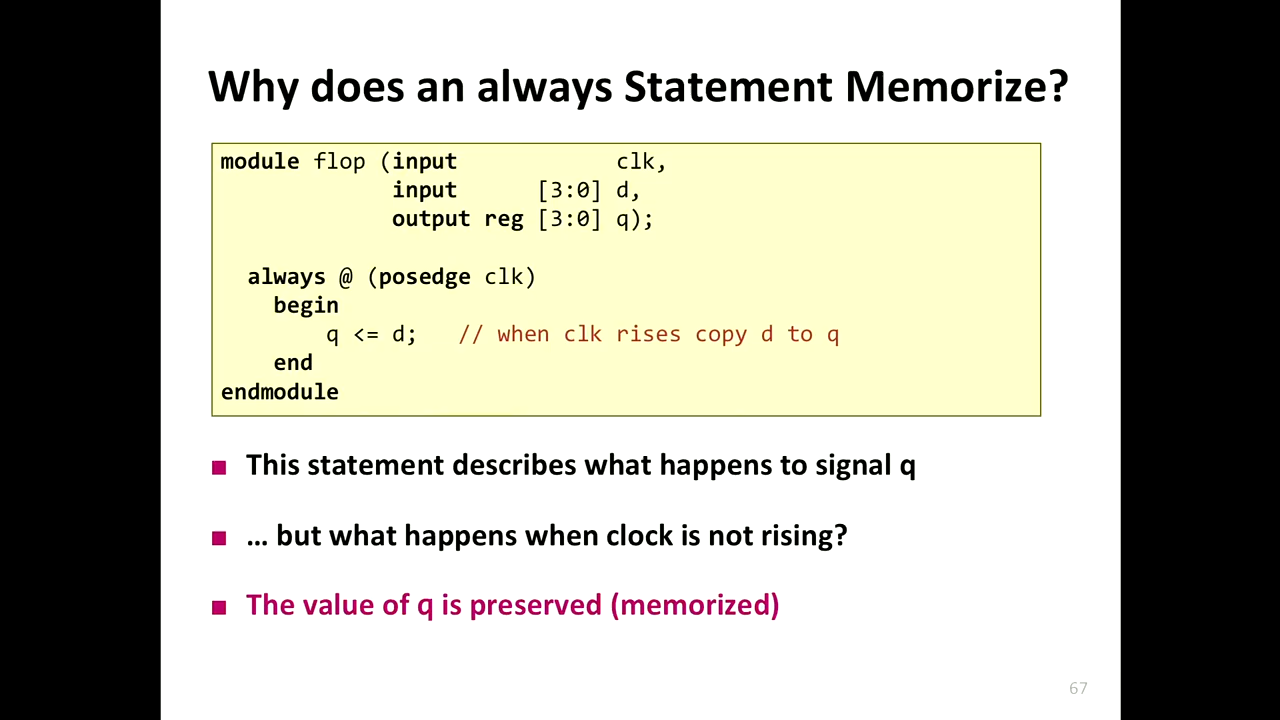 Why does an always Statement Memorize?
module flop (input            clk,
             input      [3:0] d,
             output reg [3:0] q);
  always @ (posedge clk)
    begin
        q <= d;   // when clk rises copy d to q
    end
endmodule
■ This statement describes what happens to signal q
■ … but what happens when clock is not rising?
■ The value of q is preserved (memorized)
67